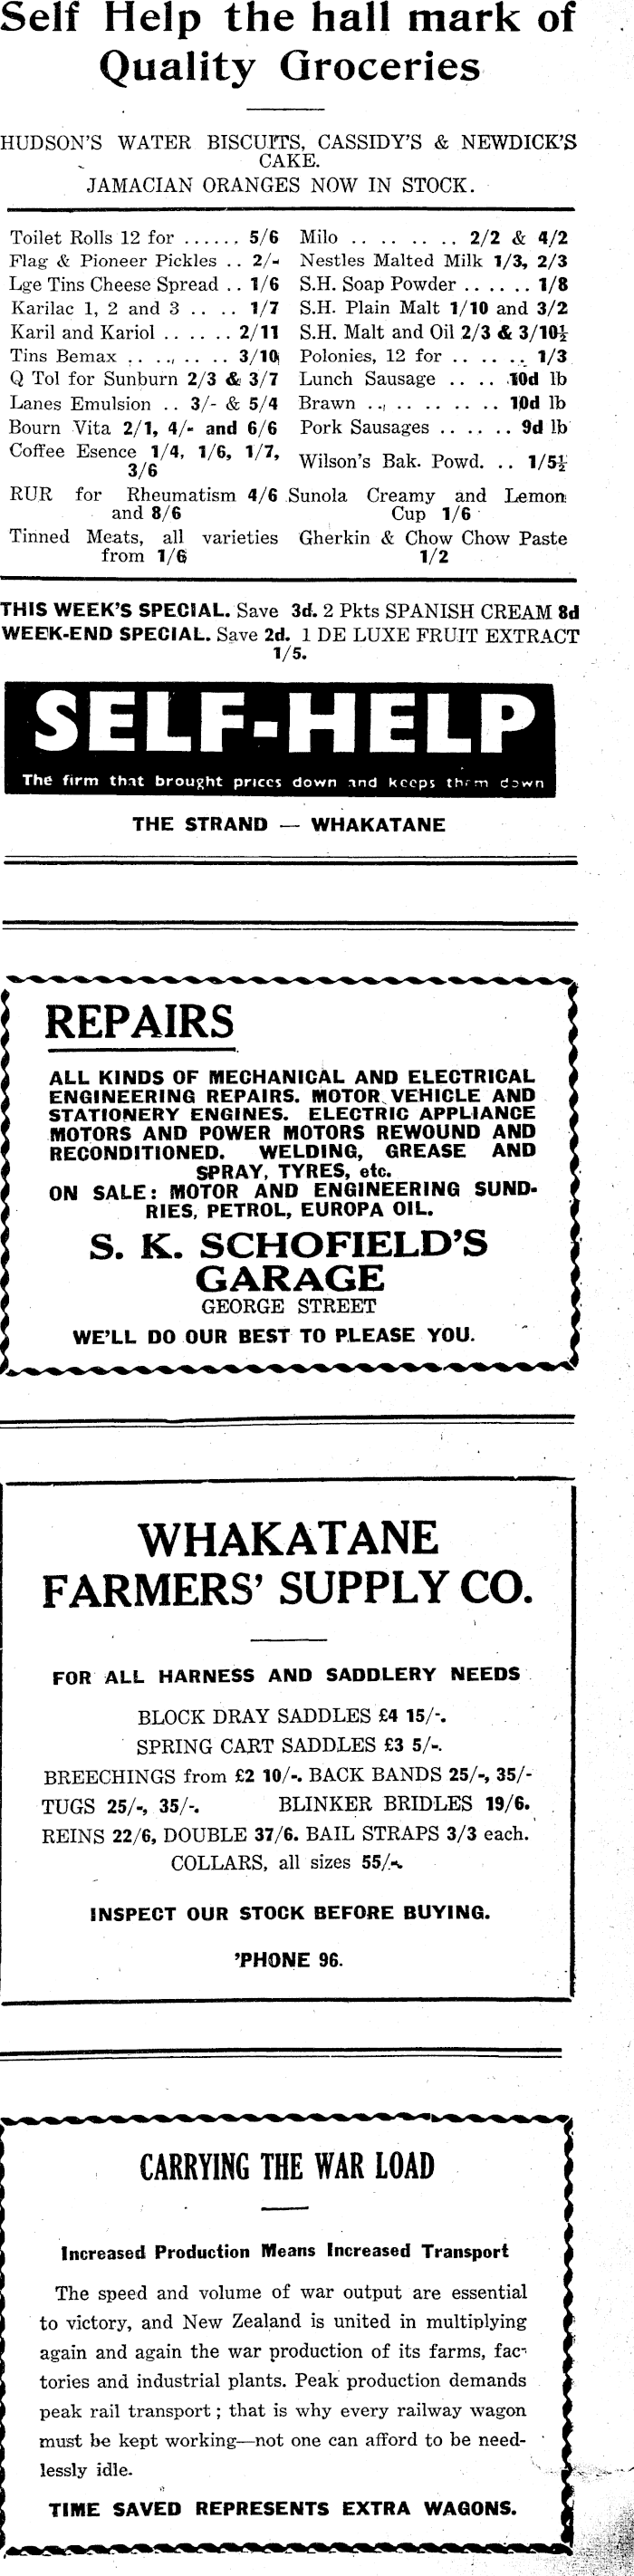 Self Help the hall mark of
Quality Groceries
HUDSON'S WATER BISCUITS, CASSIDY'S & NEWDICK'S
CAKE.
JAMACIAN ORANGES NOW IN STOCK.
Toilet Rolls 12 for ...... 5/6
Flag & Pioneer Pickles .. 2/-
Lge Tins Cheese Spread .. 1/6
Karilac 1, 2 and 3 .. .. 1/7
Karil and Kariol .. .. .. 2/11
Tins Bemax .. .. .. .. 3/10
Q Tol for Sunburn 2/3 & 3/7
Lanes Emulsion .. 3/- & 5/4
Bourn Vita 2/1, 4/- and 6/6
Coffee Esence 1/4, 1/6, 1/7,
3/6
RUR for Rheumatism 4/6
and 8/6
Tinned Meats, all varieties
from 1/6
Milo .. .. .. .. 2/2 & 4/2
Nestles Malted Milk 1/3, 2/3
S.H. Soap Powder .. .. .. 1/8
S.H. Plain Malt 1/10 and 3/2
S.H. Malt and Oil 2/3 & 3/10½
Polonies, 12 for .. .. .. .. 1/3
Lunch Sausage .. .. 10d lb
Brawn .. .. .. .. .. 10d lb
Pork Sausages .. .. .. 9d lb
Wilson's Bak. Powd. .. 1/5½
Sunola Creamy and Lemon
Cup 1/6
Gherkin & Chow Chow Paste
1/2
THIS WEEK'S SPECIAL. Save 3d. 2 Pkts SPANISH CREAM 8d
WEEK-END SPECIAL. Save 2d. 1 DE LUXE FRUIT EXTRACT
1/5.
SELF-HELP
The firm that brought prices down and keeps them down
THE STRAND — WHAKATANE
REPAIRS
ALL KINDS OF MECHANICAL AND ELECTRICAL
ENGINEERING REPAIRS. MOTOR VEHICLE AND
STATIONERY ENGINES. ELECTRIC APPLIANCE
MOTORS AND POWER MOTORS REWOUND AND
RECONDITIONED. WELDING, GREASE AND
SPRAY, TYRES, etc.
ON SALE: MOTOR AND ENGINEERING SUND-
RIES, PETROL, EUROPA OIL.
S. K. SCHOFIELD'S
GARAGE
GEORGE STREET
WE'LL DO OUR BEST TO PLEASE YOU.
WHAKATANE
FARMERS' SUPPLY CO.
FOR ALL HARNESS AND SADDLERY NEEDS
BLOCK DRAY SADDLES £4 15/-.
SPRING CART SADDLES £3 5/-.
BREECHINGS from £2 10/-. BACK BANDS 25/-, 35/-
TUGS 25/-, 35/-. BLINKER BRIDLES 19/6.
REINS 22/6, DOUBLE 37/6. BAIL STRAPS 3/3 each.
COLLARS, all sizes 55/-.
INSPECT OUR STOCK BEFORE BUYING.
'PHONE 96.
CARRYING THE WAR LOAD
Increased Production Means Increased Transport
The speed and volume of war output are essential
to victory, and New Zealand is united in multiplying
again and again the war production of its farms, fac-
tories and industrial plants. Peak production demands
peak rail transport; that is why every railway wagon
must be kept working—not one can afford to be need-
lessly idle.
TIME SAVED REPRESENTS EXTRA WAGONS.